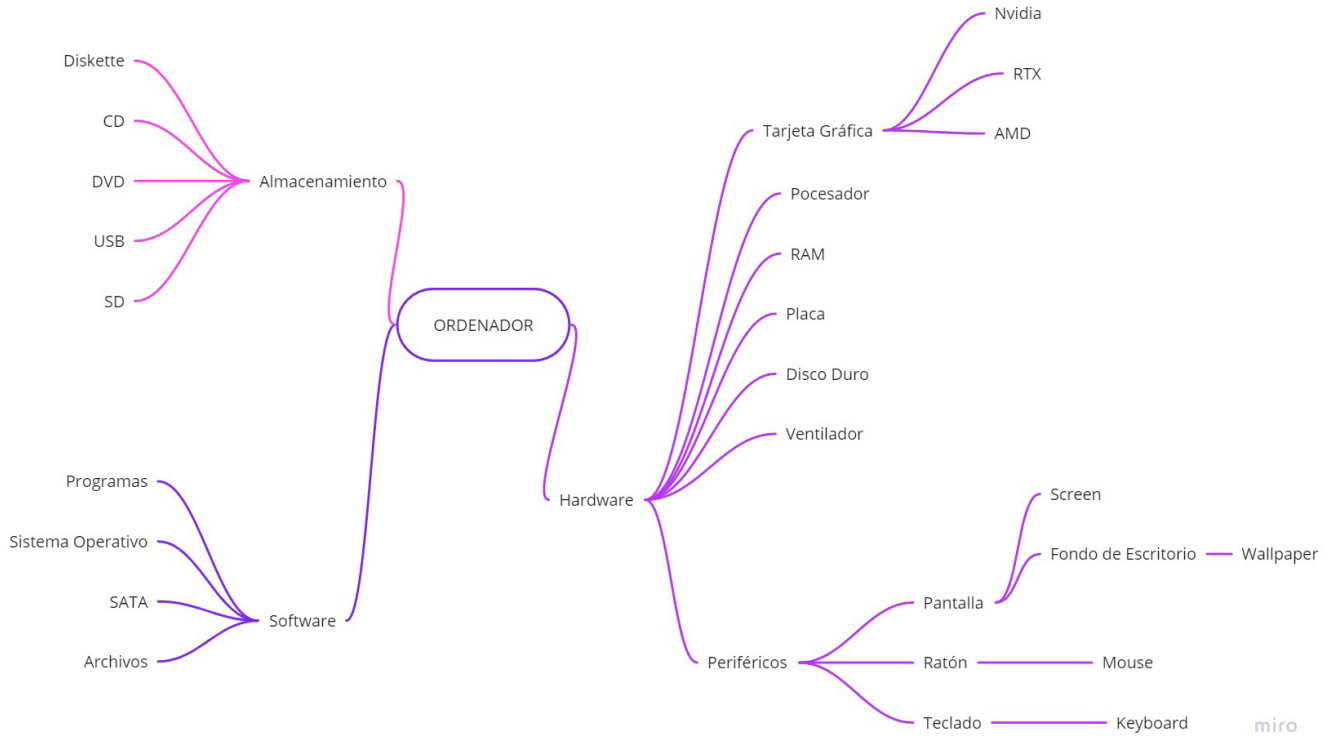 ORDENADOR
Almacenamiento
Diskette
CD
DVD
USB
SD
Software
Programas
Sistema Operativo
SATA
Archivos
Hardware
Tarjeta Gráfica
Nvidia
RTX
AMD
Pocesador
RAM
Placa
Disco Duro
Ventilador
Periféricos
Pantalla
Screen
Fondo de Escritorio
Wallpaper
Ratón
Mouse
Teclado
Keyboard
miro